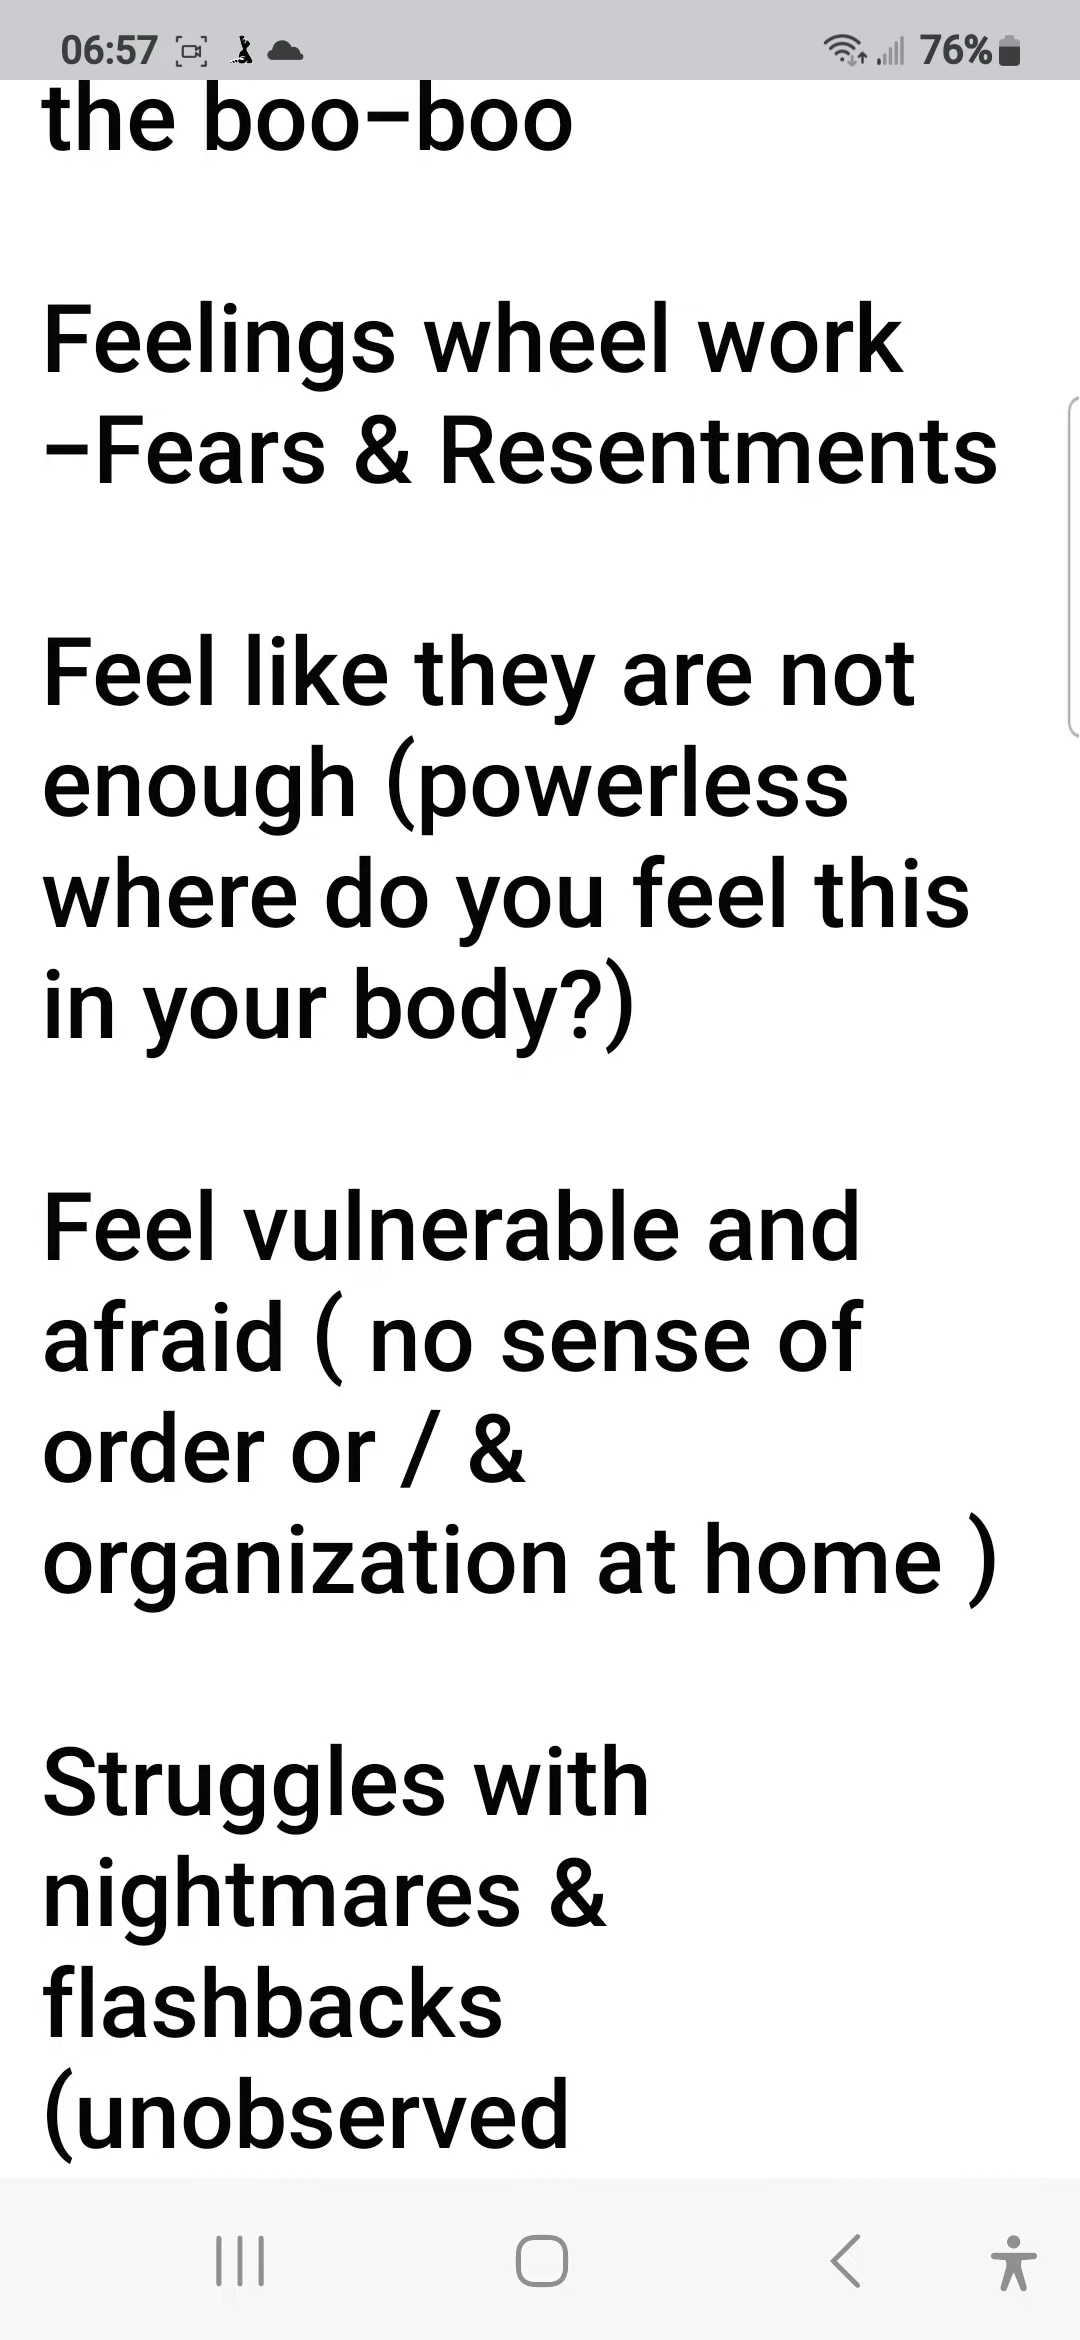 06:57 76%
the boo-boo
Feelings wheel work
-Fears & Resentments
Feel like they are not
enough (powerless
where do you feel this
in your body?)
Feel vulnerable and
afraid ( no sense of
order or / &
organization at home )
Struggles with
nightmares &
flashbacks
(unobserved